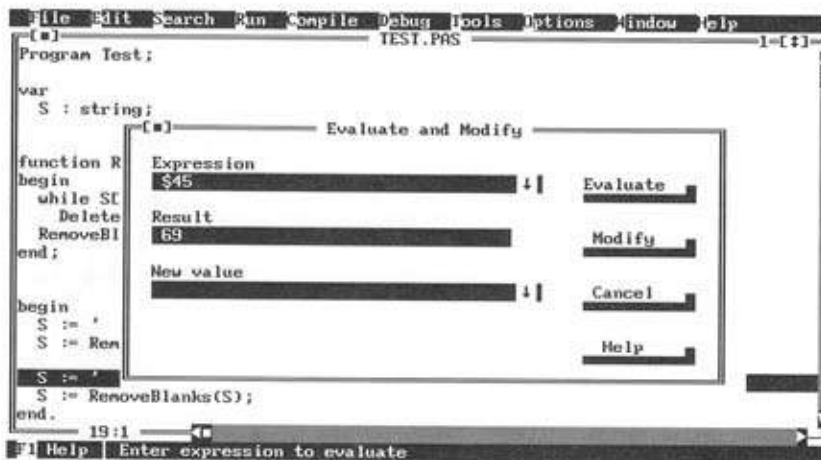 File Edit Search Run Compile Debug Tools Options Window Help
TEST.PAS
1
Program Test;
var
S : string;
Evaluate and Modify
function R
Expression
begin
$45
Evaluate
while S[
Delete
Result
RemoveBl
69
Modify
end;
New value
Cancel
begin
S := '
S := Rem
Help
S := '
S := RemoveBlanks(S);
end.
19:1
F1 Help Enter expression to evaluate